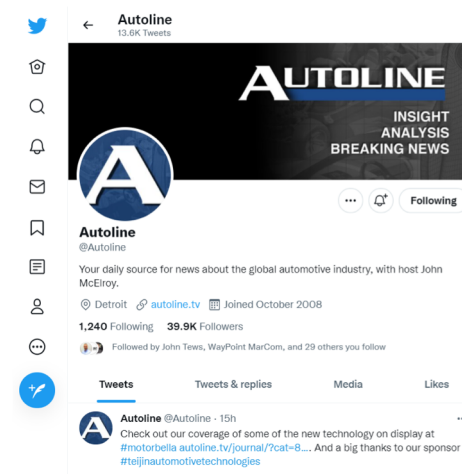 Autoline
13.6K Tweets
AUTOLINE
INSIGHT
ANALYSIS
BREAKING NEWS
A
Following
Autoline
@Autoline
Your daily source for news about the global automotive industry, with host John
McElroy.
Detroit autoline.tv Joined October 2008
1,240 Following 39.9K Followers
Followed by John Tews, WayPoint MarCom, and 29 others you follow
Tweets Tweets & replies Media Likes
A
Autoline @Autoline · 15h
Check out our coverage of some of the new technology on display at
#motorbella autoline.tv/journal/?cat=8.... And a big thanks to our sponsor
#teijinautomotivetechnologies